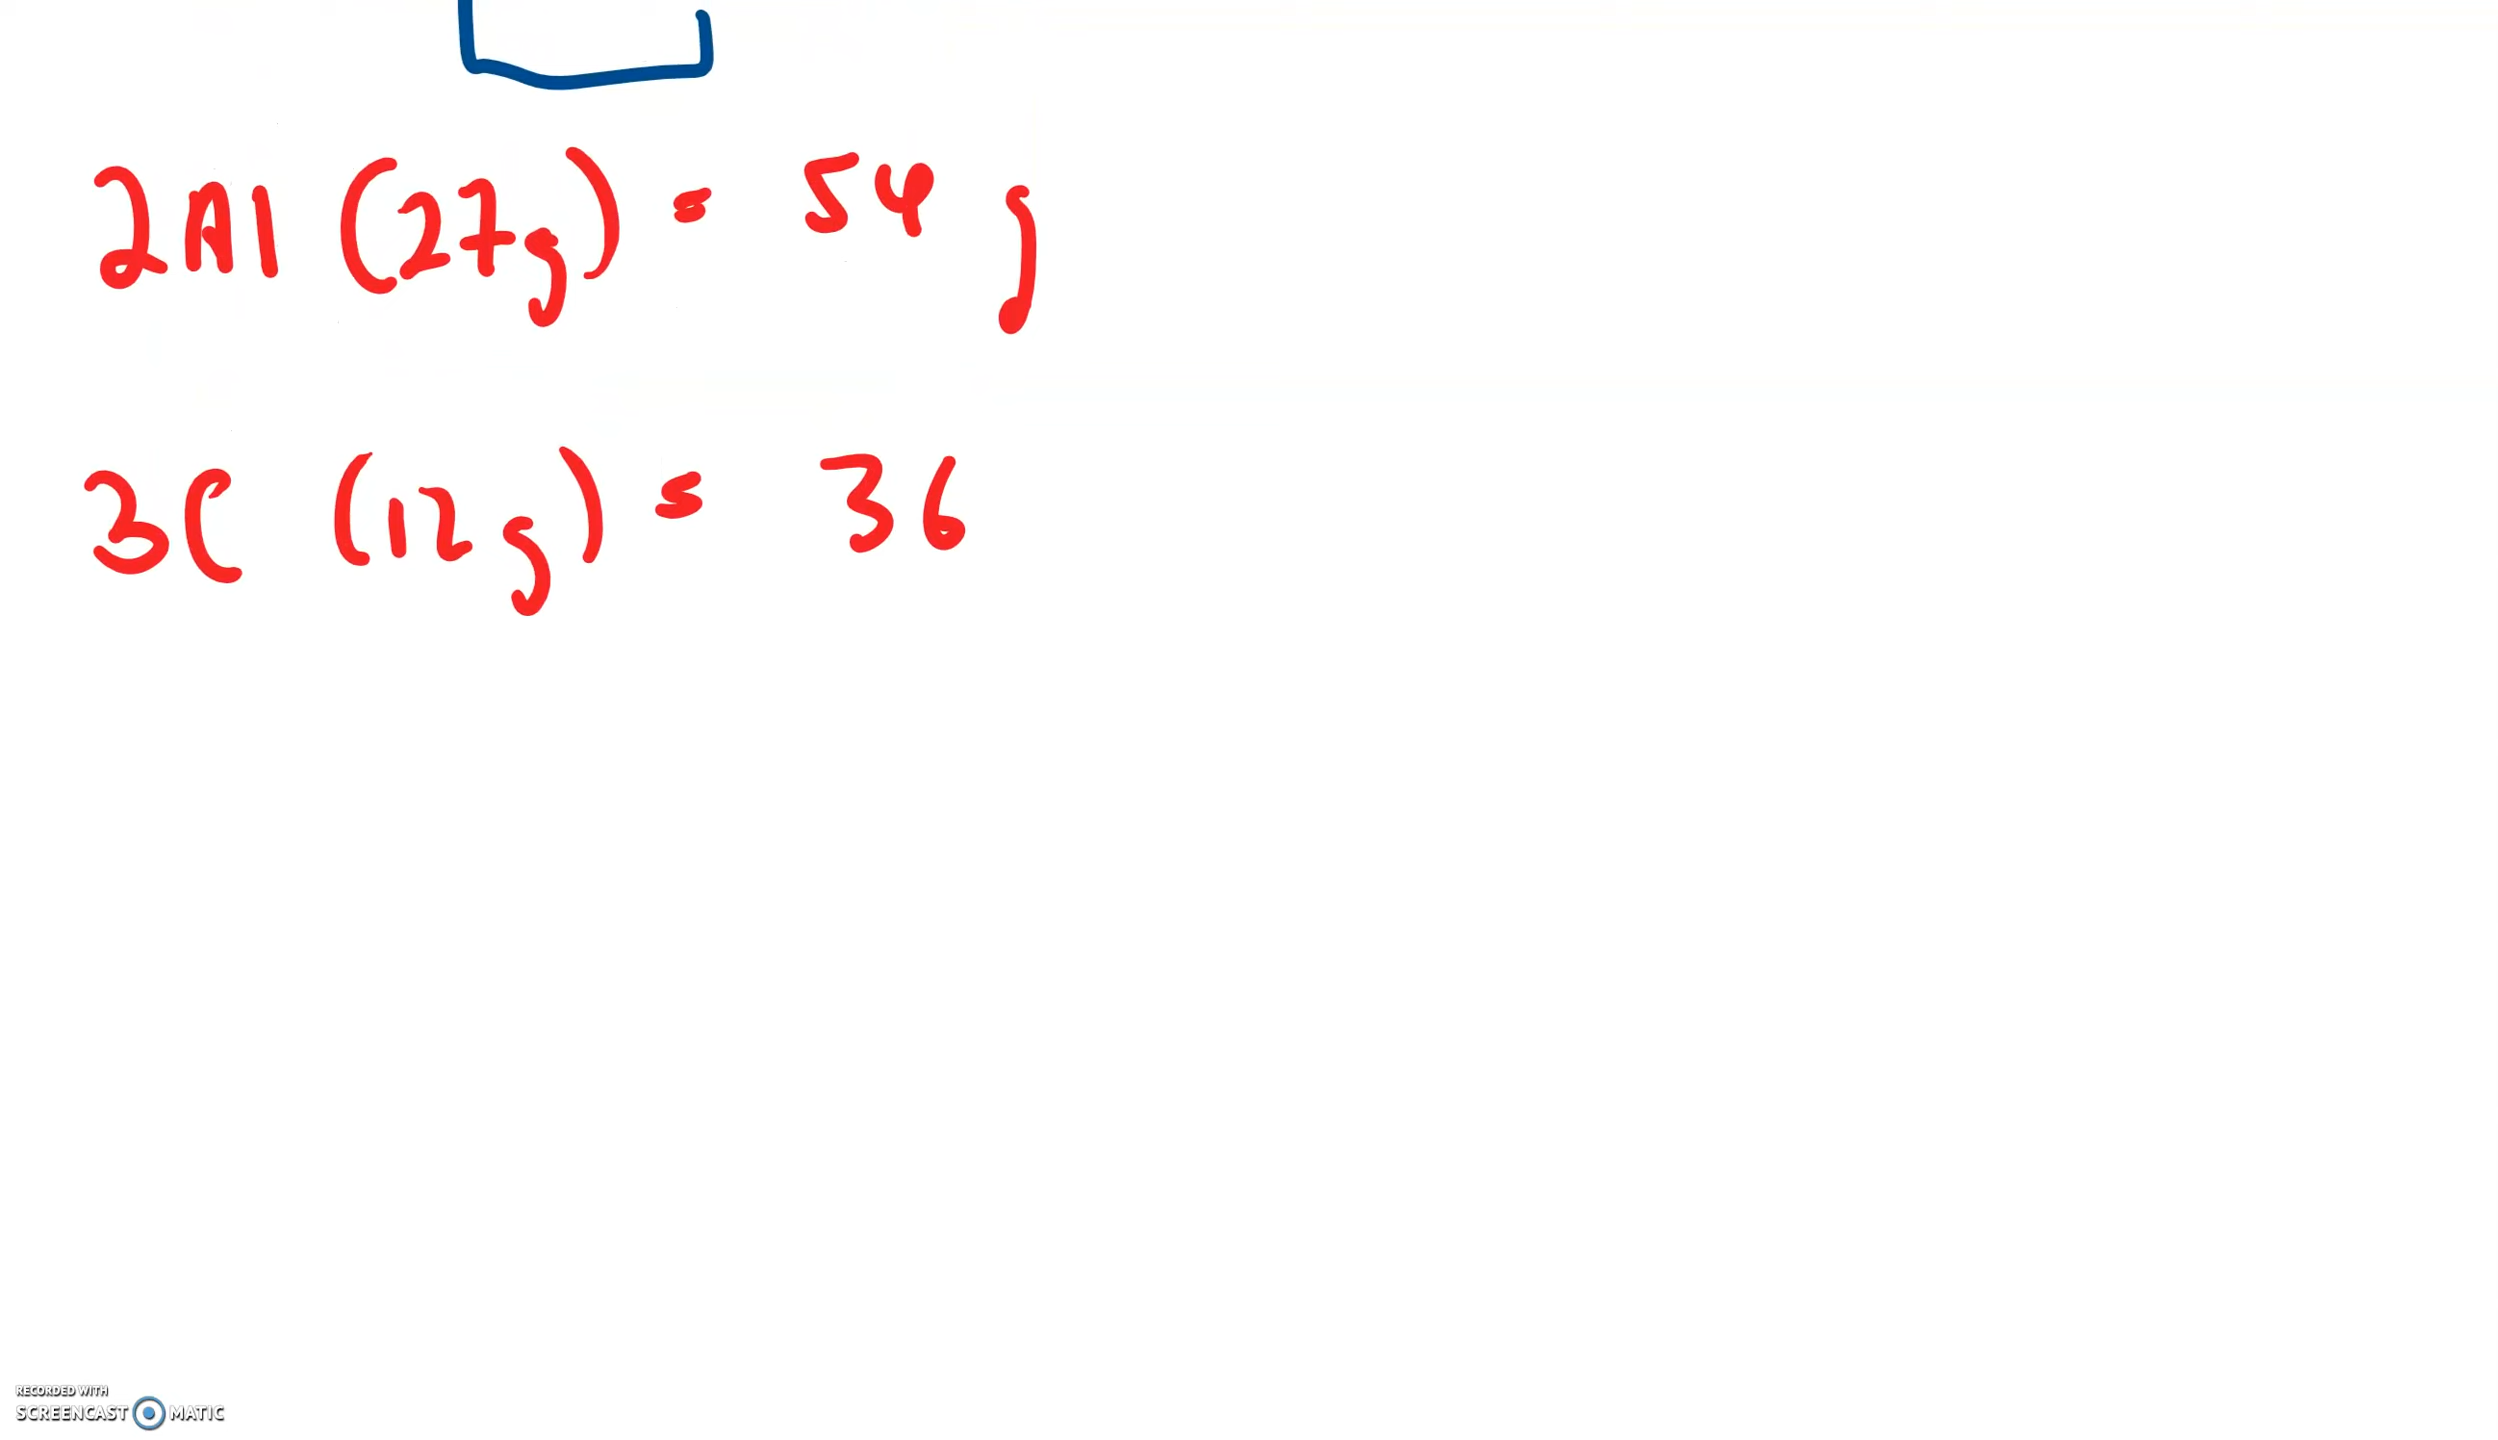 2Al (27g) = 54 g
3C (12g) = 36
RECORDED WITH
SCREENCAST MATIC